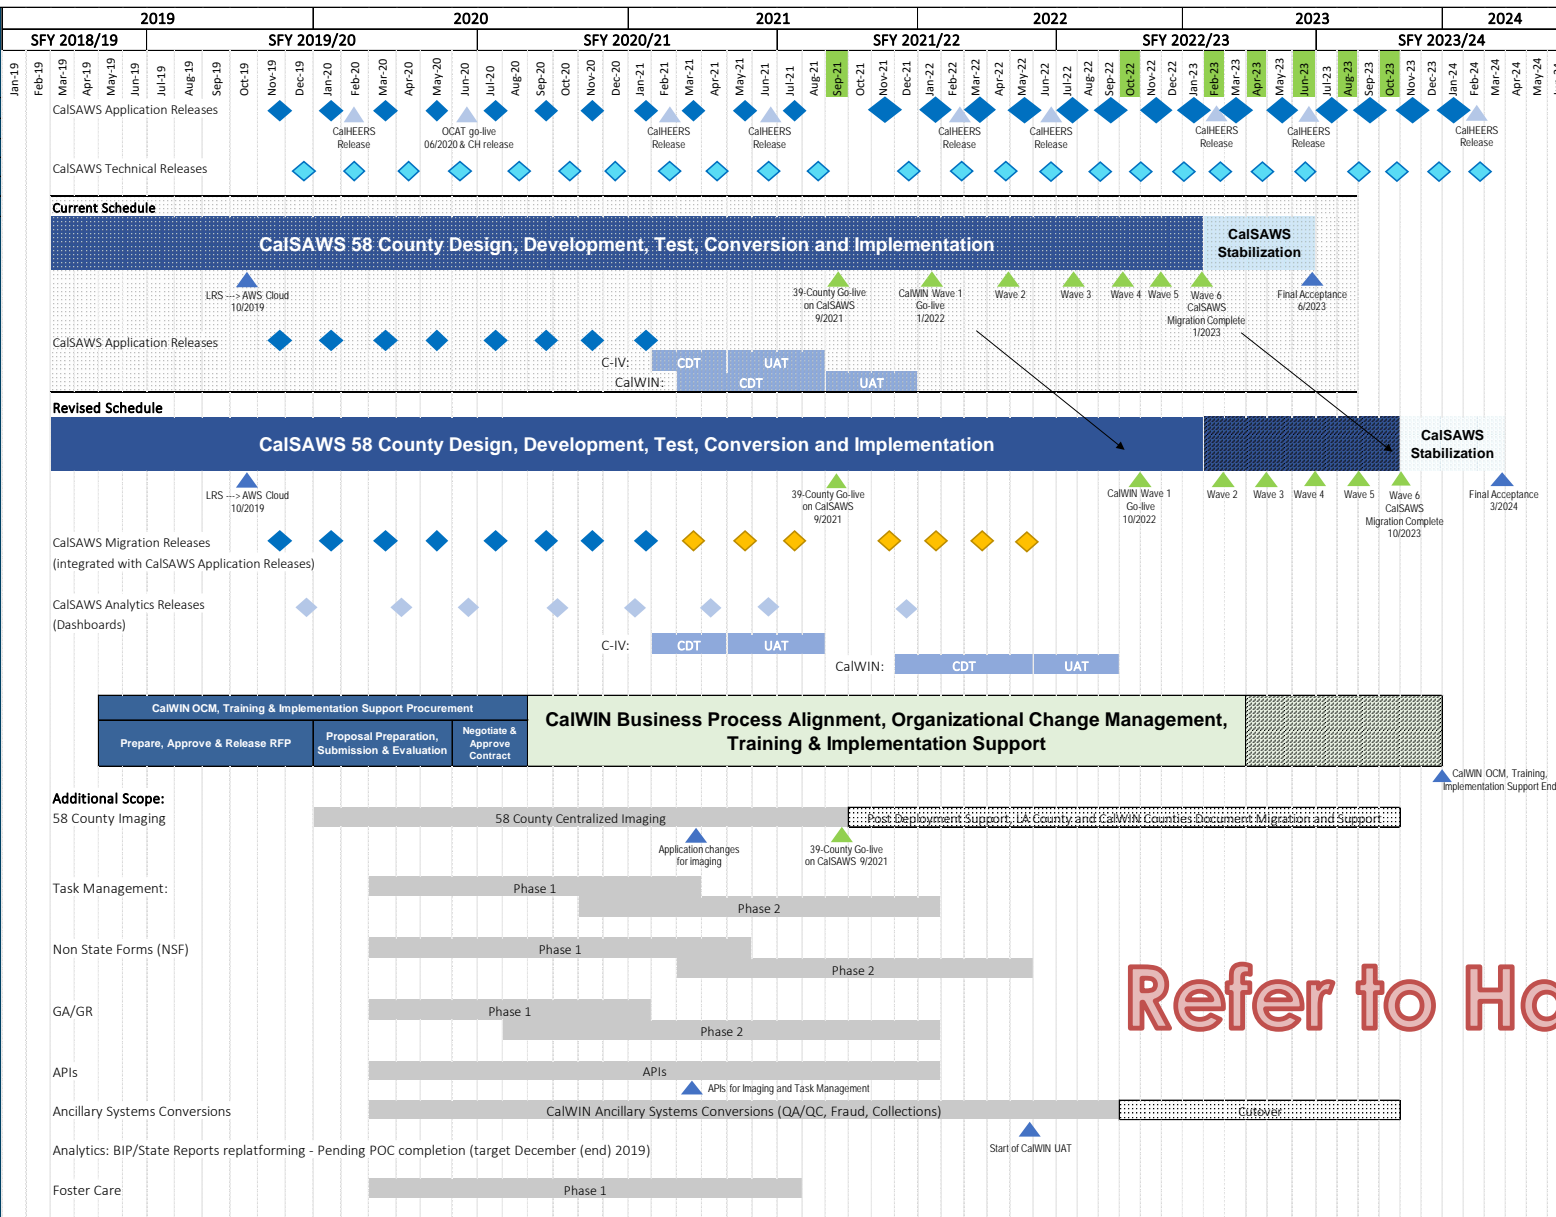 2019 2020 2021 2022 2023 2024
SFY 2018/19 SFY 2019/20 SFY 2020/21 SFY 2021/22 SFY 2022/23 SFY 2023/24
Jan-19 Feb-19 Mar-19 Apr-19 May-19 Jun-19 Jul-19 Aug-19 Sep-19 Oct-19 Nov-19 Dec-19 Jan-20 Feb-20 Mar-20 Apr-20 May-20 Jun-20 Jul-20 Aug-20 Sep-20 Oct-20 Nov-20 Dec-20 Jan-21 Feb-21 Mar-21 Apr-21 May-21 Jun-21 Jul-21 Aug-21 Sep-21 Oct-21 Nov-21 Dec-21 Jan-22 Feb-22 Mar-22 Apr-22 May-22 Jun-22 Jul-22 Aug-22 Sep-22 Oct-22 Nov-22 Dec-22 Jan-23 Feb-23 Mar-23 Apr-23 May-23 Jun-23 Jul-23 Aug-23 Sep-23 Oct-23 Nov-23 Dec-23 Jan-24 Feb-24 Mar-24 Apr-24 May-24
CalSAWS Application Releases
CalHEERS
Release
OCAT go-live
06/2020 & CH release
CalHEERS
Release
CalHEERS
Release
CalHEERS
Release
CalHEERS
Release
CalHEERS
Release
CalHEERS
Release
CalHEERS
Release
CalSAWS Technical Releases
Current Schedule
CalSAWS 58 County Design, Development, Test, Conversion and Implementation
CalSAWS
Stabilization
LRS ---> AWS Cloud
10/2019
39-County Go-live
on CalSAWS
9/2021
CalWIN Wave 1
Go-live
1/2022
Wave 2
Wave 3
Wave 4
Wave 5
Wave 6
CalSAWS
Migration Complete
1/2023
Final Acceptance
6/2023
CalSAWS Application Releases
C-IV: CDT UAT
CalWIN: CDT UAT
Revised Schedule
CalSAWS 58 County Design, Development, Test, Conversion and Implementation
CalSAWS
Stabilization
LRS ---> AWS Cloud
10/2019
39-County Go-live
on CalSAWS
9/2021
CalWIN Wave 1
Go-live
10/2022
Wave 2
Wave 3
Wave 4
Wave 5
Wave 6
CalSAWS
Migration Complete
10/2023
Final Acceptance
3/2024
CalSAWS Migration Releases
(integrated with CalSAWS Application Releases)
CalSAWS Analytics Releases
(Dashboards)
C-IV: CDT UAT
CalWIN: CDT UAT
CalWIN OCM, Training & Implementation Support Procurement
Prepare, Approve & Release RFP
Proposal Preparation,
Submission & Evaluation
Negotiate &
Approve
Contract
CalWIN Business Process Alignment, Organizational Change Management,
Training & Implementation Support
CalWIN OCM, Training,
Implementation Support End
Additional Scope:
58 County Imaging
58 County Centralized Imaging
Post Deployment Support, LA County and CalWIN Counties Document Migration and Support
Application changes
for imaging
39-County Go-live
on CalSAWS 9/2021
Task Management:
Phase 1
Phase 2
Non State Forms (NSF)
Phase 1
Phase 2
Refer to
GA/GR
Phase 1
Phase 2
APIs
APIs
APIs for Imaging and Task Management
Ancillary Systems Conversions
CalWIN Ancillary Systems Conversions (QA/QC, Fraud, Collections)
Cutover
Start of CalWIN UAT
Analytics: BIP/State Reports replatforming - Pending POC completion (target December (end) 2019)
Foster Care
Phase 1